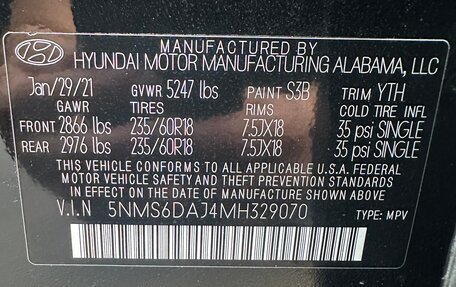 MANUFACTURED BY
HYUNDAI MOTOR MANUFACTURING ALABAMA, LLC
Jan/29/21 GVWR 5247 lbs PAINT S3B TRIM YTH
GAWR TIRES RIMS COLD TIRE INFL
FRONT 2866 lbs 235/60R18 7.5JX18 35 psi SINGLE
REAR 2976 lbs 235/60R18 7.5JX18 35 psi SINGLE
THIS VEHICLE CONFORMS TO ALL APPLICABLE U.S.A. FEDERAL
MOTOR VEHICLE SAFETY AND THEFT PREVENTION STANDARDS
IN EFFECT ON THE DATE OF MANUFACTURE SHOWN ABOVE.
V.I.N 5NMS6DAJ4MH329070 TYPE: MPV